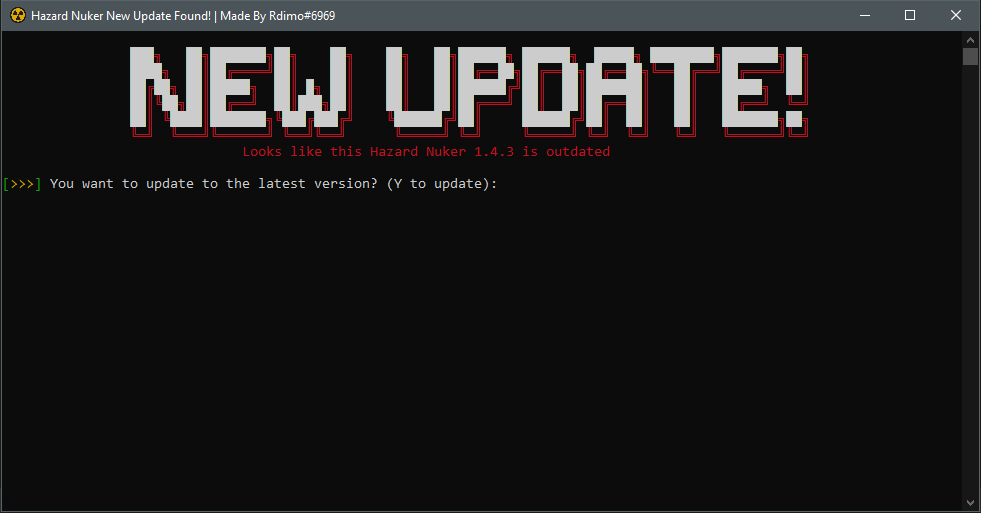 Hazard Nuker New Update Found! | Made By Rdimo#6969
NEW UPDATE!
Looks like this Hazard Nuker 1.4.3 is outdated
[>>>] You want to update to the latest version? (Y to update):